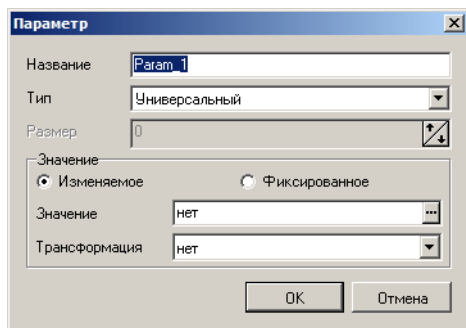 Параметр
Название Param_1
Тип Универсальный
Размер 0
Значение
Изменяемое Фиксированное
Значение нет ...
Трансформация нет
OK Отмена